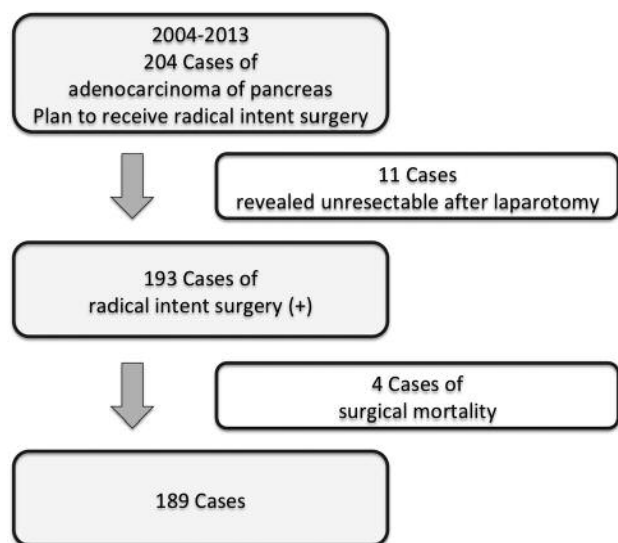 2004-2013
204 Cases of
adenocarcinoma of pancreas
Plan to receive radical intent surgery
11 Cases
revealed unresectable after laparotomy
193 Cases of
radical intent surgery (+)
4 Cases of
surgical mortality
189 Cases